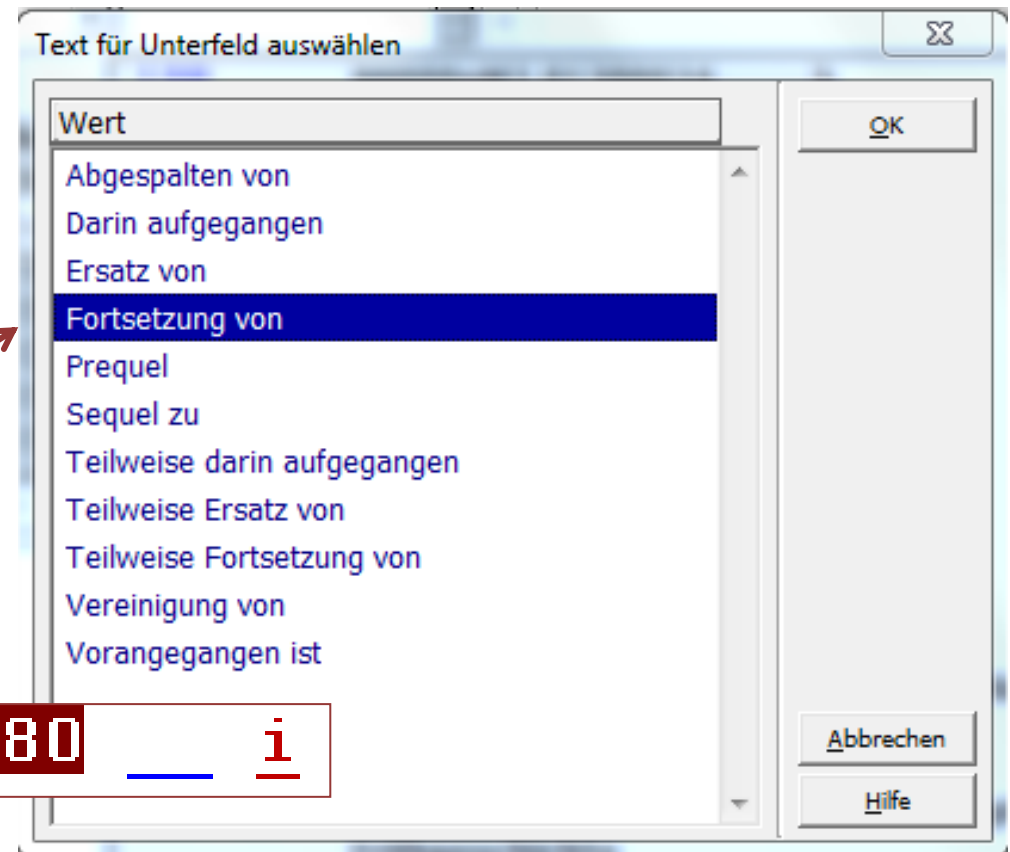 Text für Unterfeld auswählen
Wert
OK
Abgespalten von
Darin aufgegangen
Ersatz von
Fortsetzung von
Prequel
Sequel zu
Teilweise darin aufgegangen
Teilweise Ersatz von
Teilweise Fortsetzung von
Vereinigung von
Vorangegangen ist
80 i
Abbrechen
Hilfe